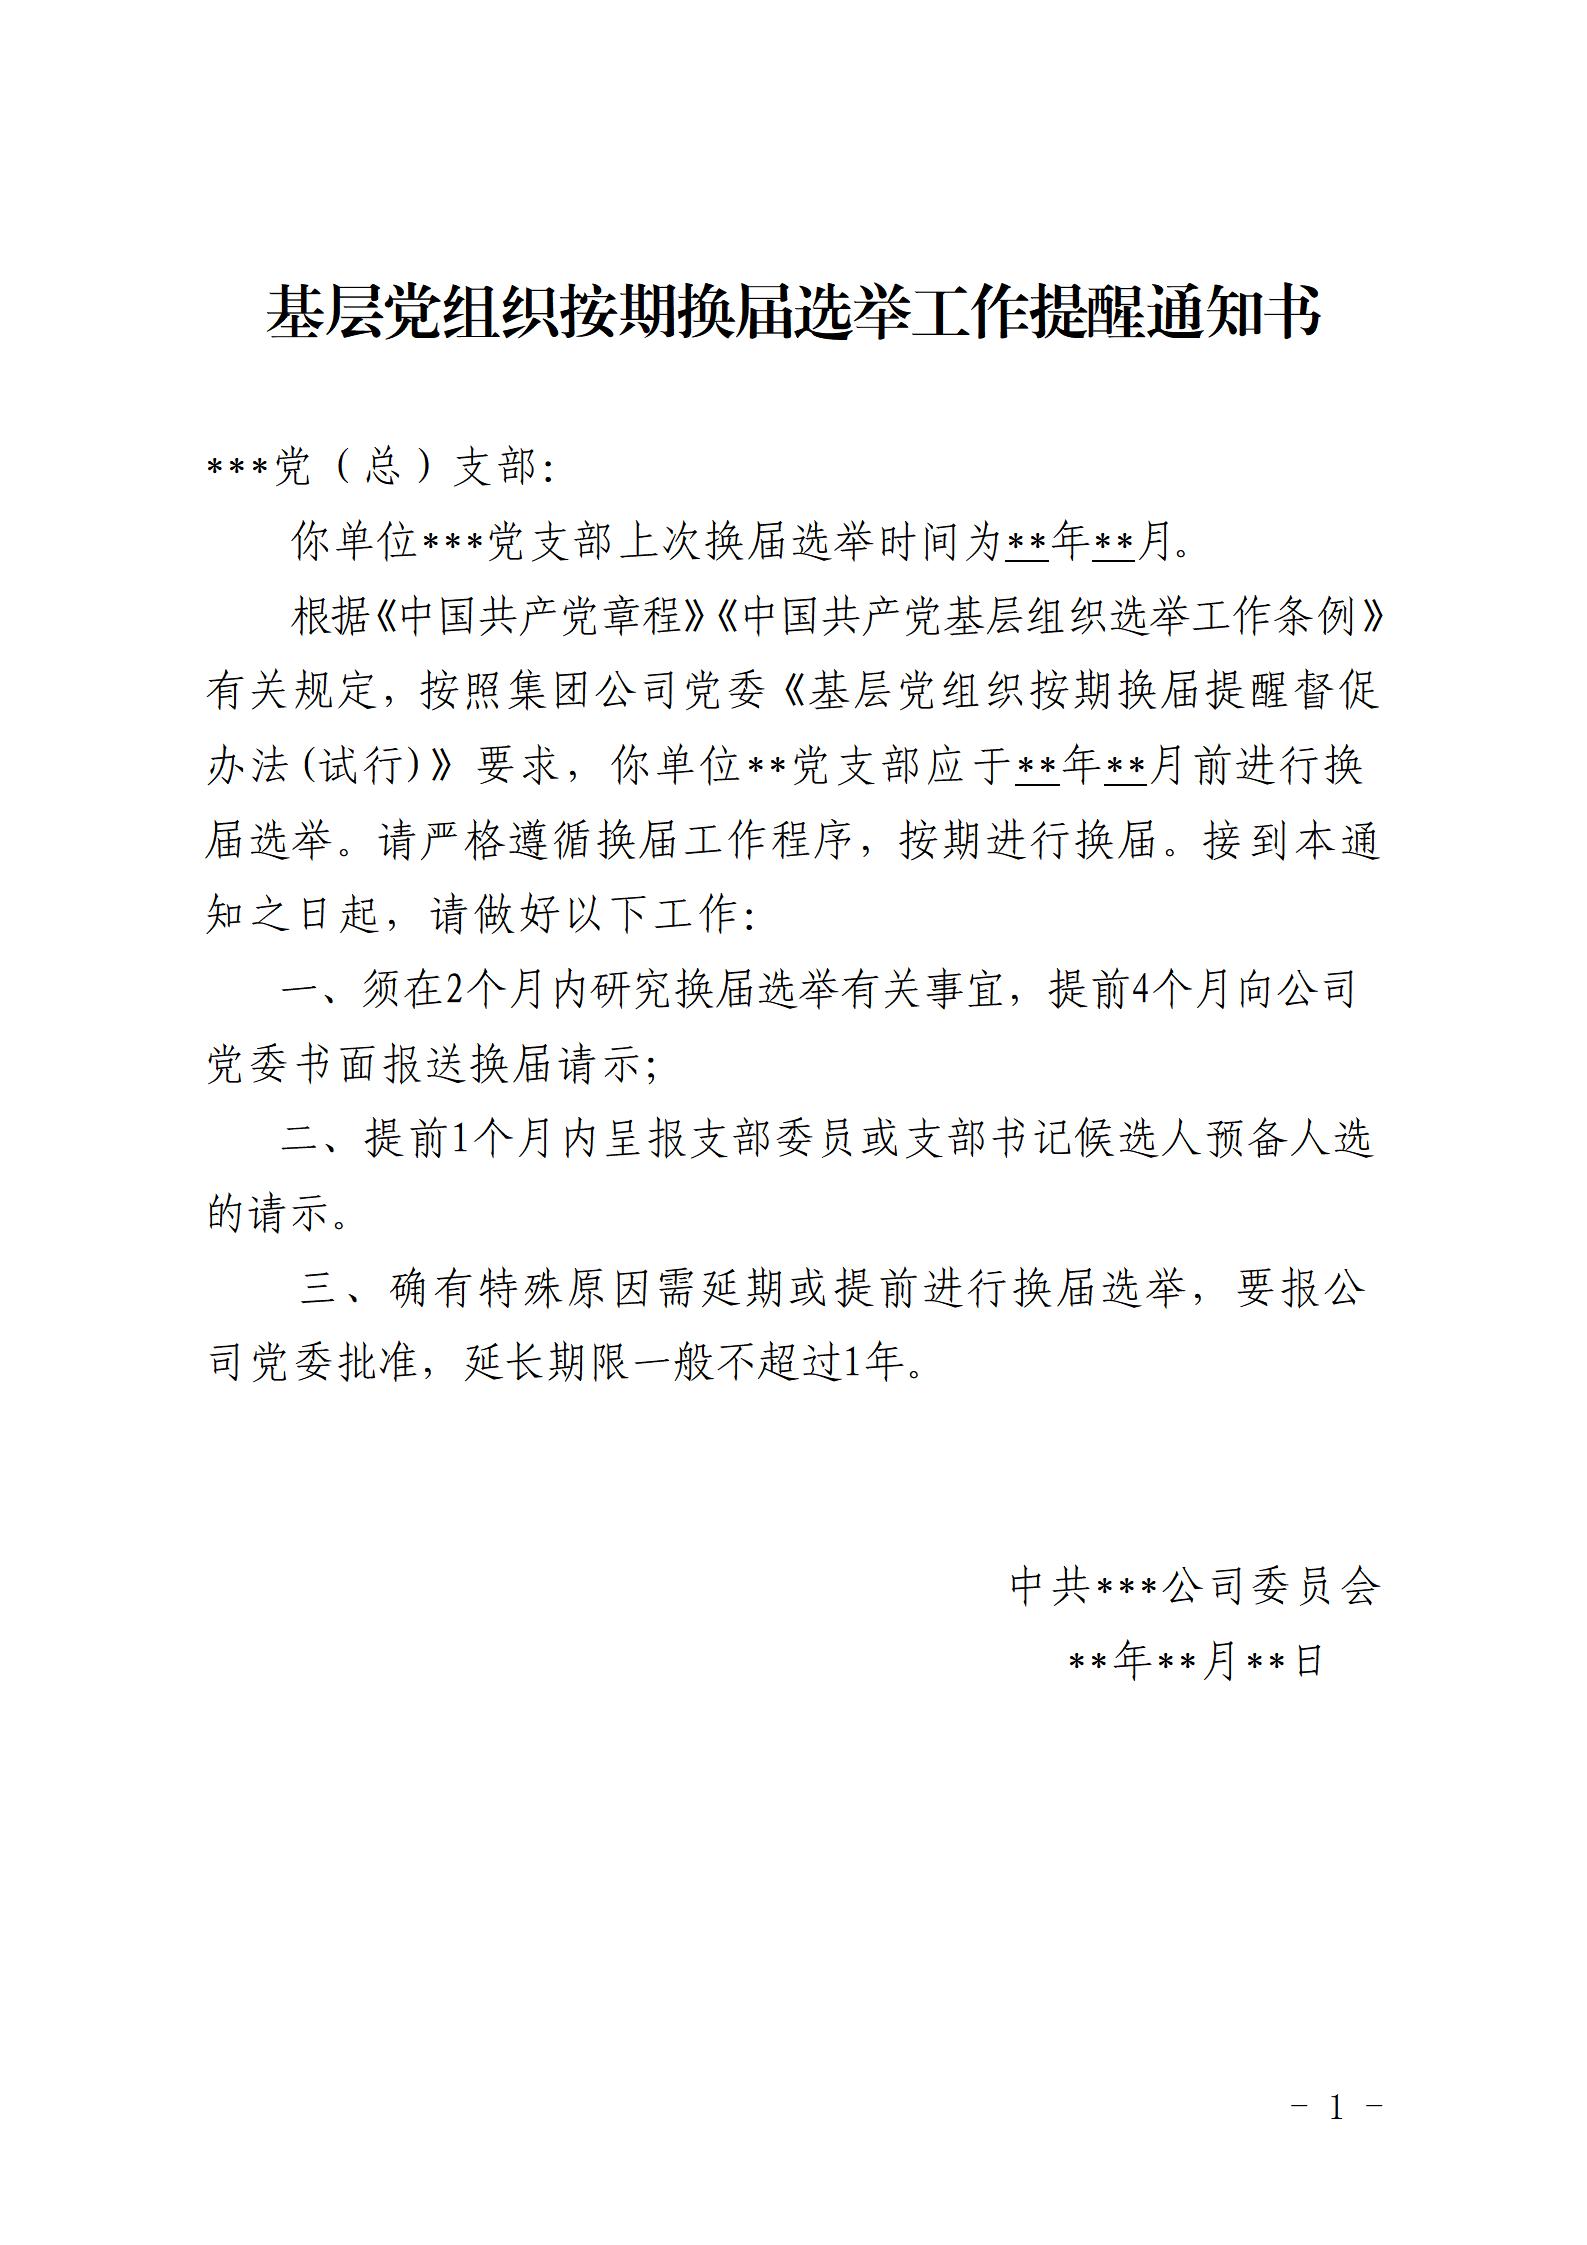 基层党组织按期换届选举工作提醒通知书
***党（总）支部：
你单位***党支部上次换届选举时间为**年**月。
根据《中国共产党章程》《中国共产党基层组织选举工作条例》
有关规定，按照集团公司党委《基层党组织按期换届提醒督促
办法(试行)》要求，你单位**党支部应于**年**月前进行换
届选举。请严格遵循换届工作程序，按期进行换届。接到本通
知之日起，请做好以下工作：
一、须在2个月内研究换届选举有关事宜，提前4个月向公司
党委书面报送换届请示；
二、提前1个月内呈报支部委员或支部书记候选人预备人选
的请示。
三、确有特殊原因需延期或提前进行换届选举，要报公
司党委批准，延长期限一般不超过1年。
中共***公司委员会
**年**月**日
- 1 -